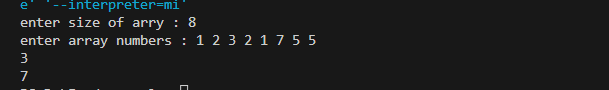 e' '--interpreter=mi'
enter size of arry : 8
enter array numbers : 1 2 3 2 1 7 5 5
3
7